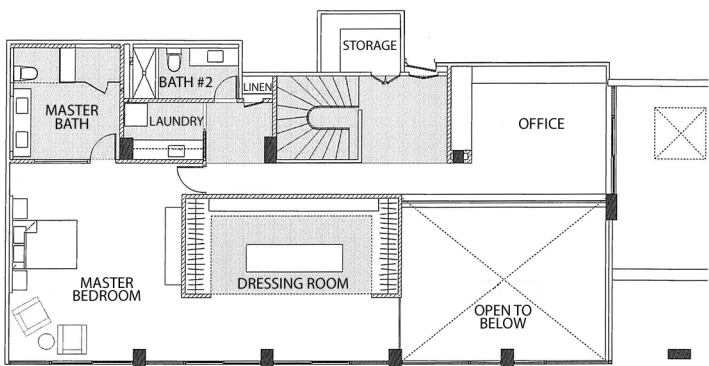 STORAGE
BATH #2
LINEN
MASTER
BATH
LAUNDRY
OFFICE
MASTER
BEDROOM
DRESSING ROOM
OPEN TO
BELOW